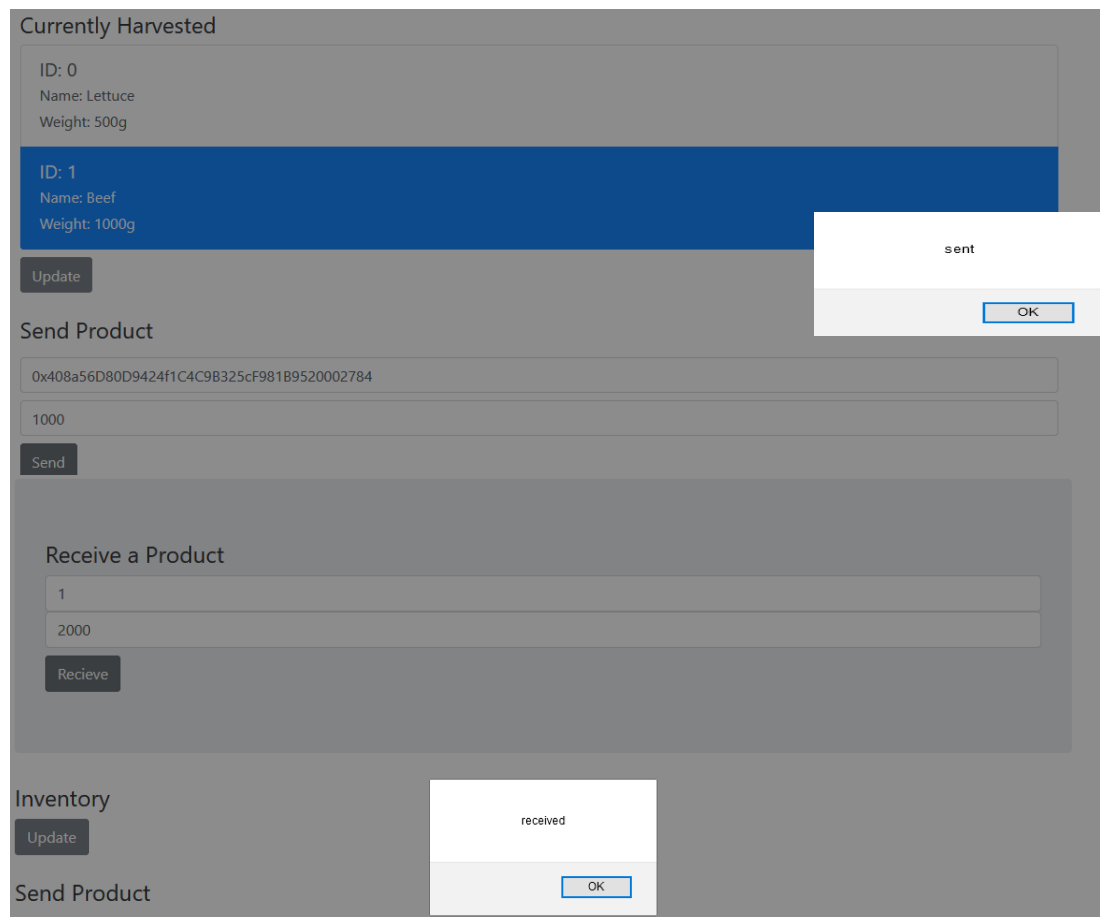 Currently Harvested
ID: 0
Name: Lettuce
Weight: 500g
ID: 1
Name: Beef
Weight: 1000g
sent
OK
Update
Send Product
0x408a56D80D9424f1C4C9B325cF981B9520002784
1000
Send
Receive a Product
1
2000
Recieve
Inventory
Update
received
OK
Send Product